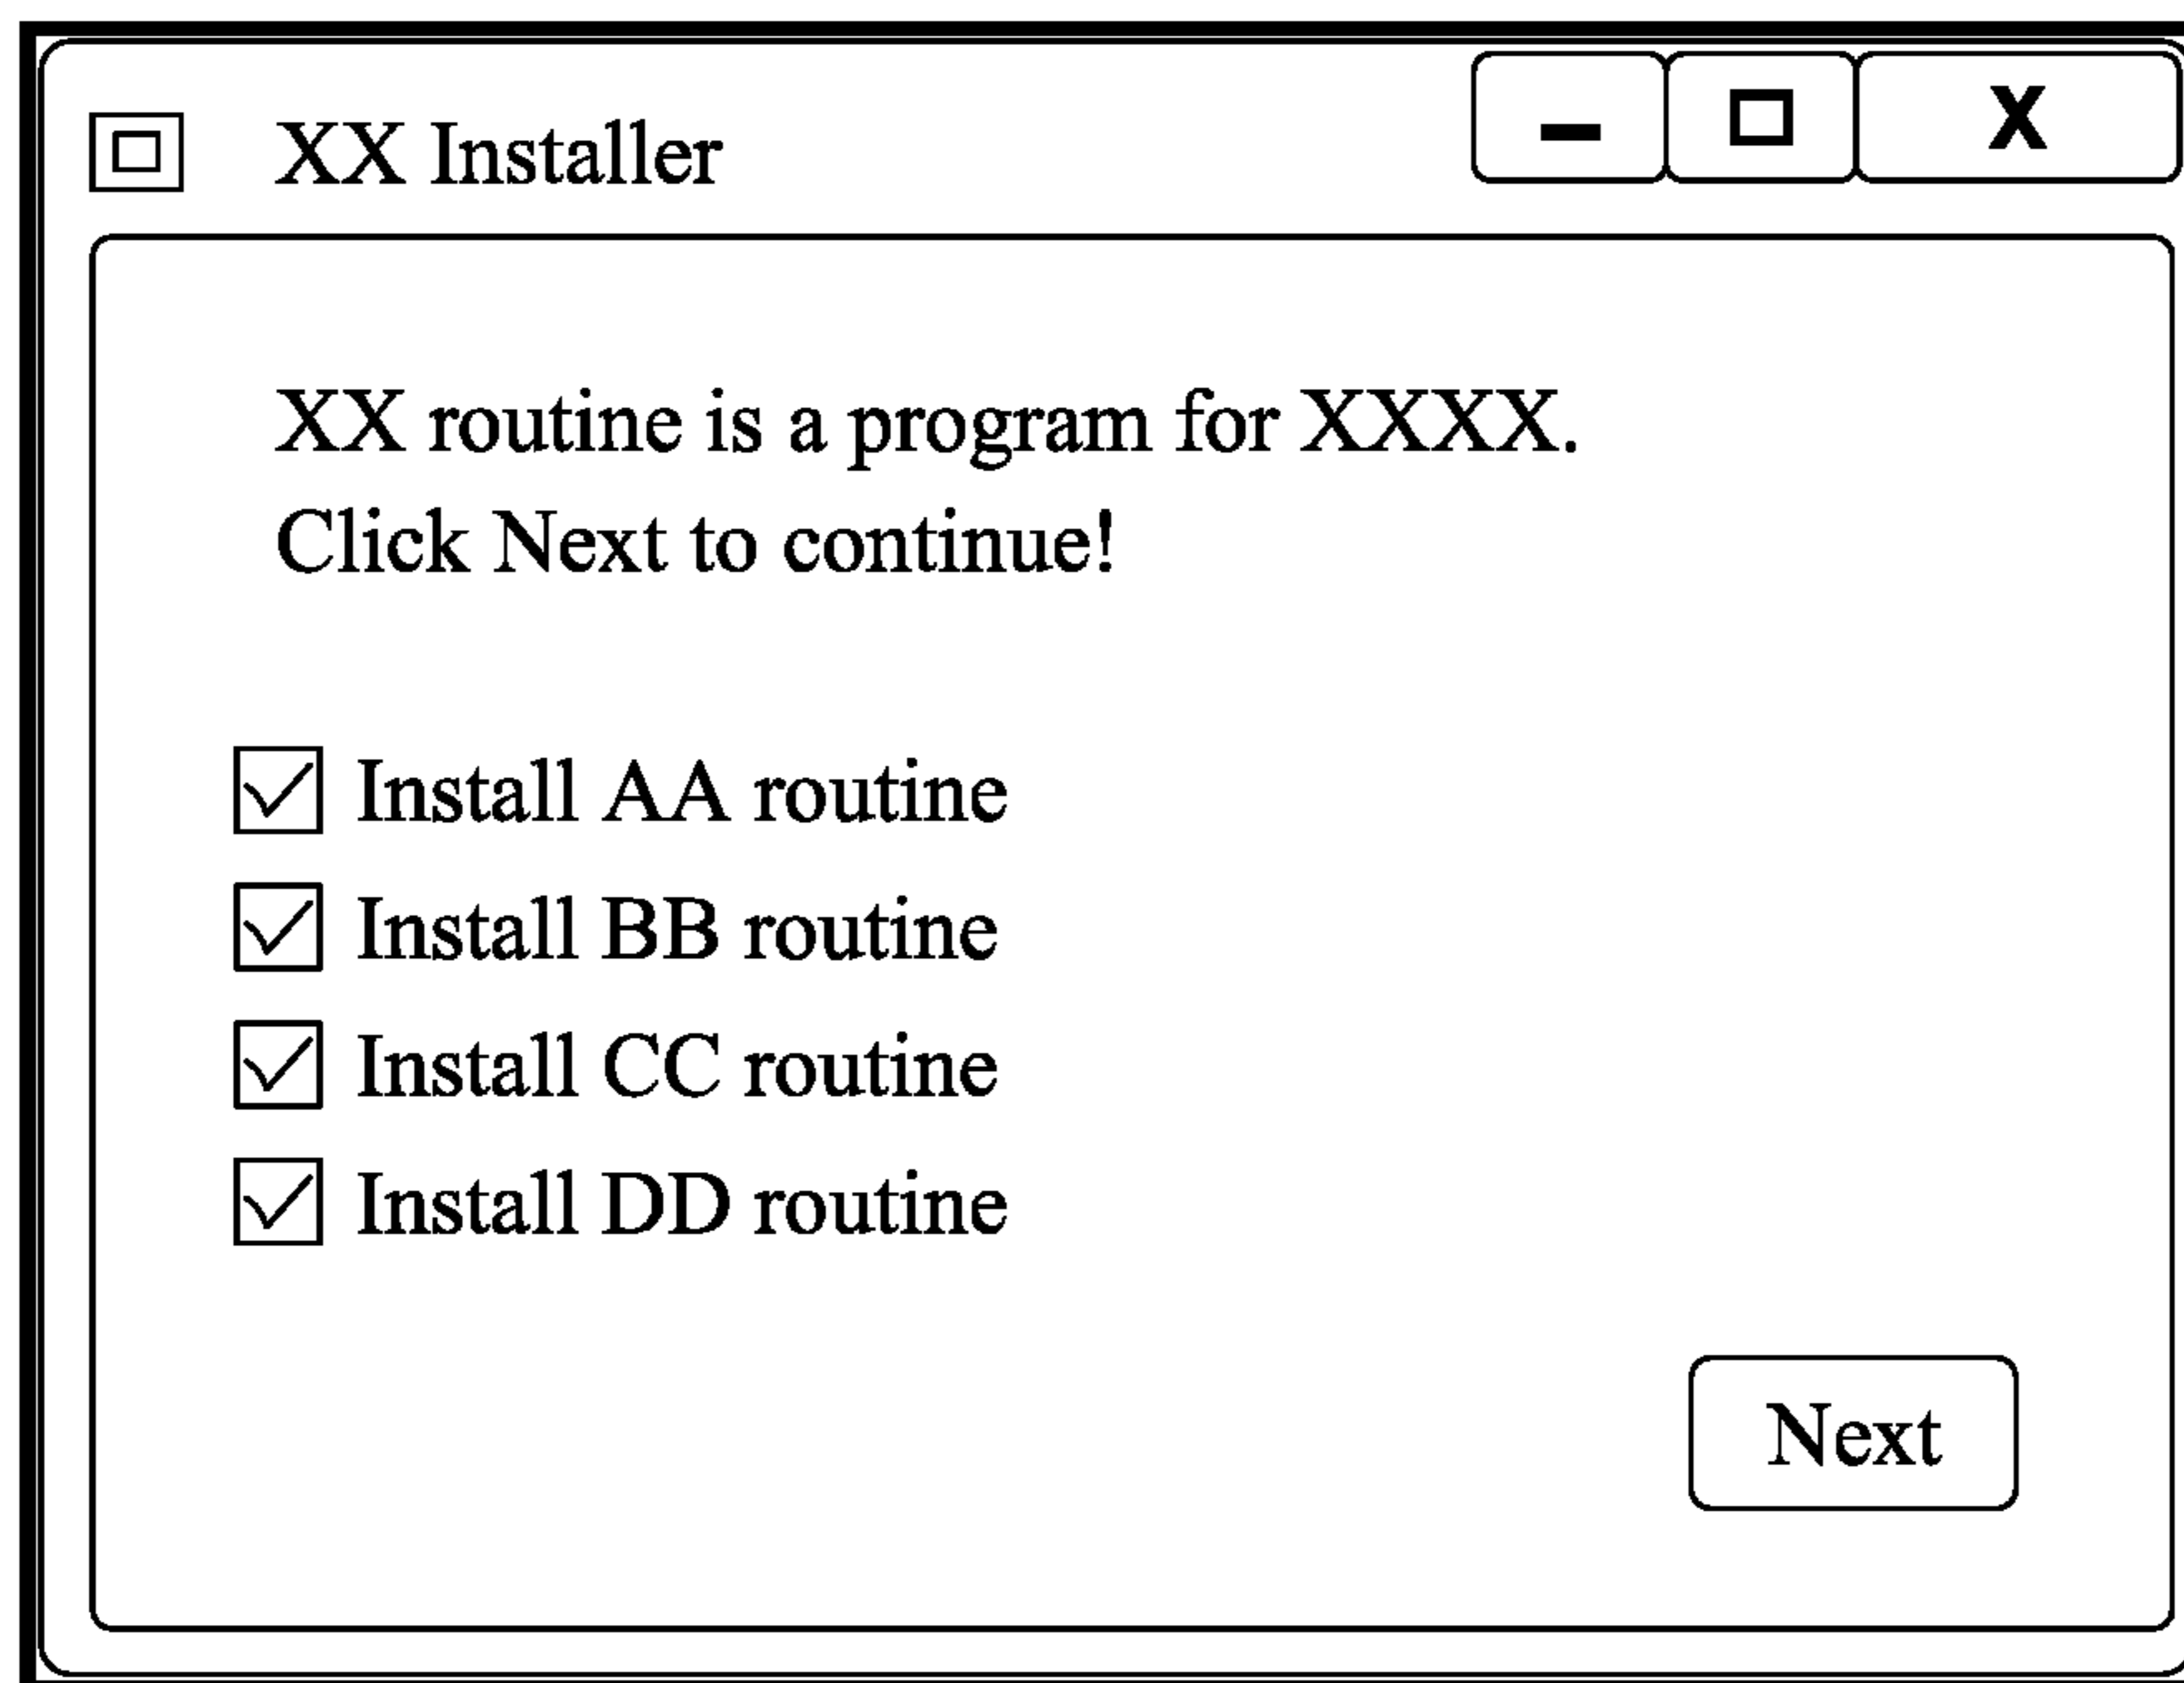 XX Installer
X
XX routine is a program for XXXX.
Click Next to continue!
Install AA routine
Install BB routine
Install CC routine
Install DD routine
Next